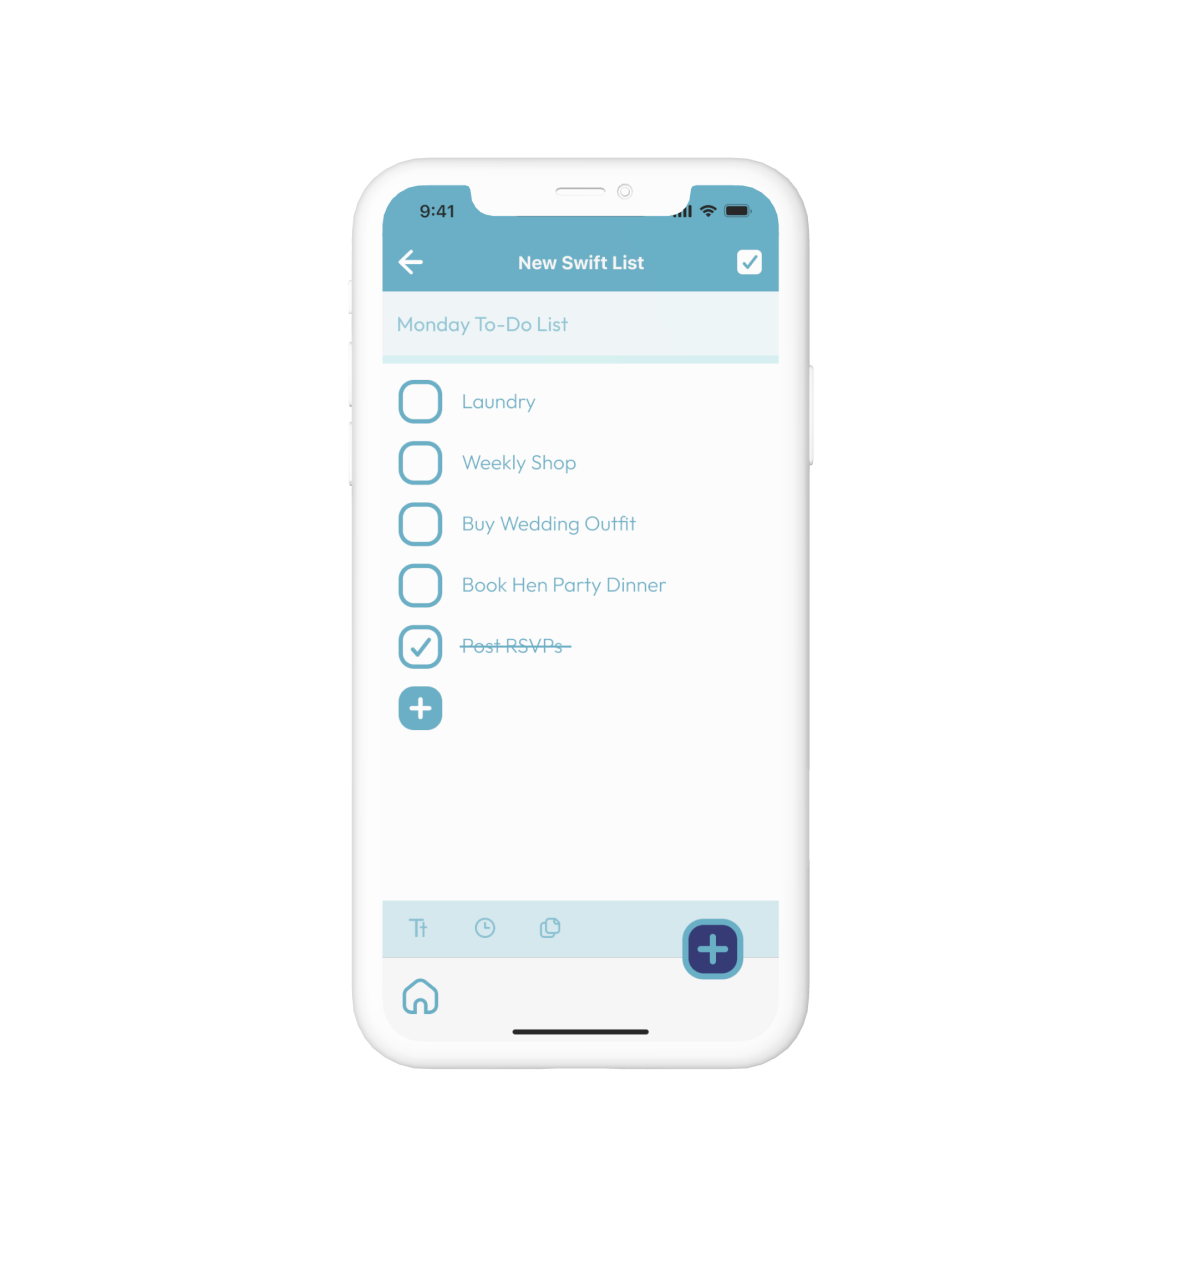 9:41
New Swift List
Monday To-Do List
Laundry
Weekly Shop
Buy Wedding Outfit
Book Hen Party Dinner
Post RSVPs
Tt